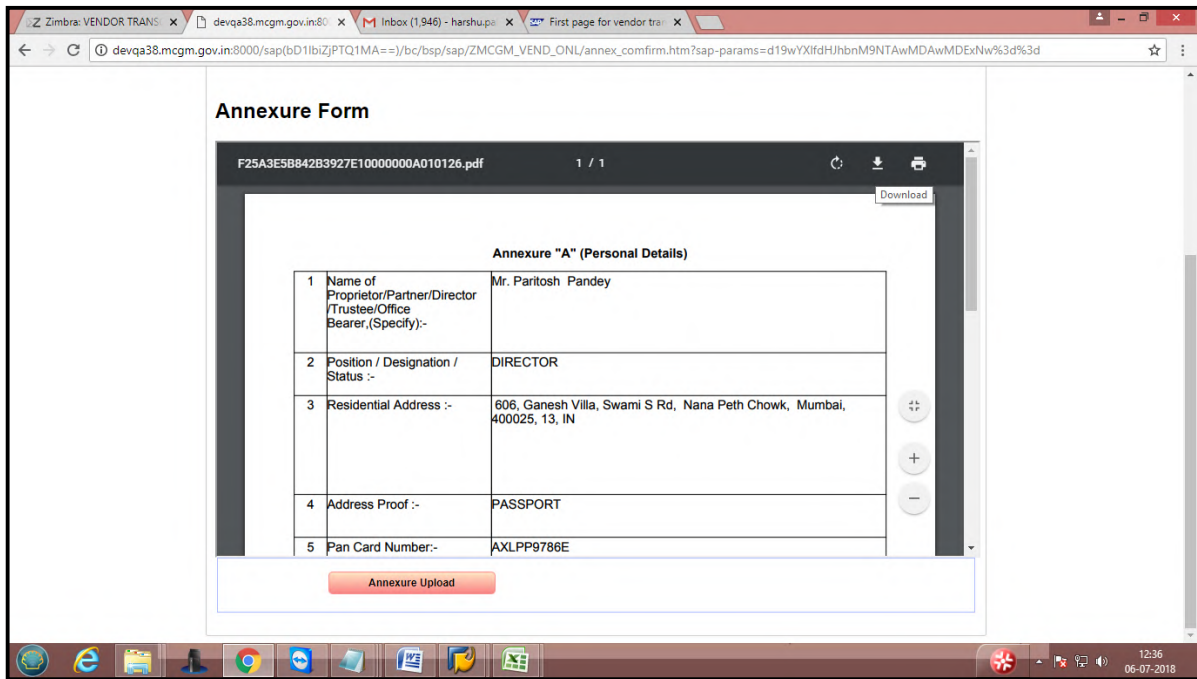 Zimbra: VENDOR TRANS
devqa38.mcgm.gov.in:80
Inbox (1,946) - harshu.pa
First page for vendor tra
devqa38.mcgm.gov.in:8000/sap(bD1lbiZjPTQ1MA==)/bc/bsp/sap/ZMCGM_VEND_ONL/annex_comfirm.htm?sap-params=d19wYXlfdHJhbnM9NTAwMDAwMDExNw%3d%3d
Annexure Form
F25A3E5B842B3927E10000000A010126.pdf 1 / 1
Download
Annexure "A" (Personal Details)
1 Name of Mr. Paritosh Pandey
Proprietor/Partner/Director
/Trustee/Office
Bearer,(Specify):-
2 Position / Designation / DIRECTOR
Status :-
3 Residential Address :- 606, Ganesh Villa, Swami S Rd, Nana Peth Chowk, Mumbai,
400025, 13, IN
4 Address Proof :- PASSPORT
5 Pan Card Number:- AXLPP9786E
Annexure Upload
12:36
06-07-2018